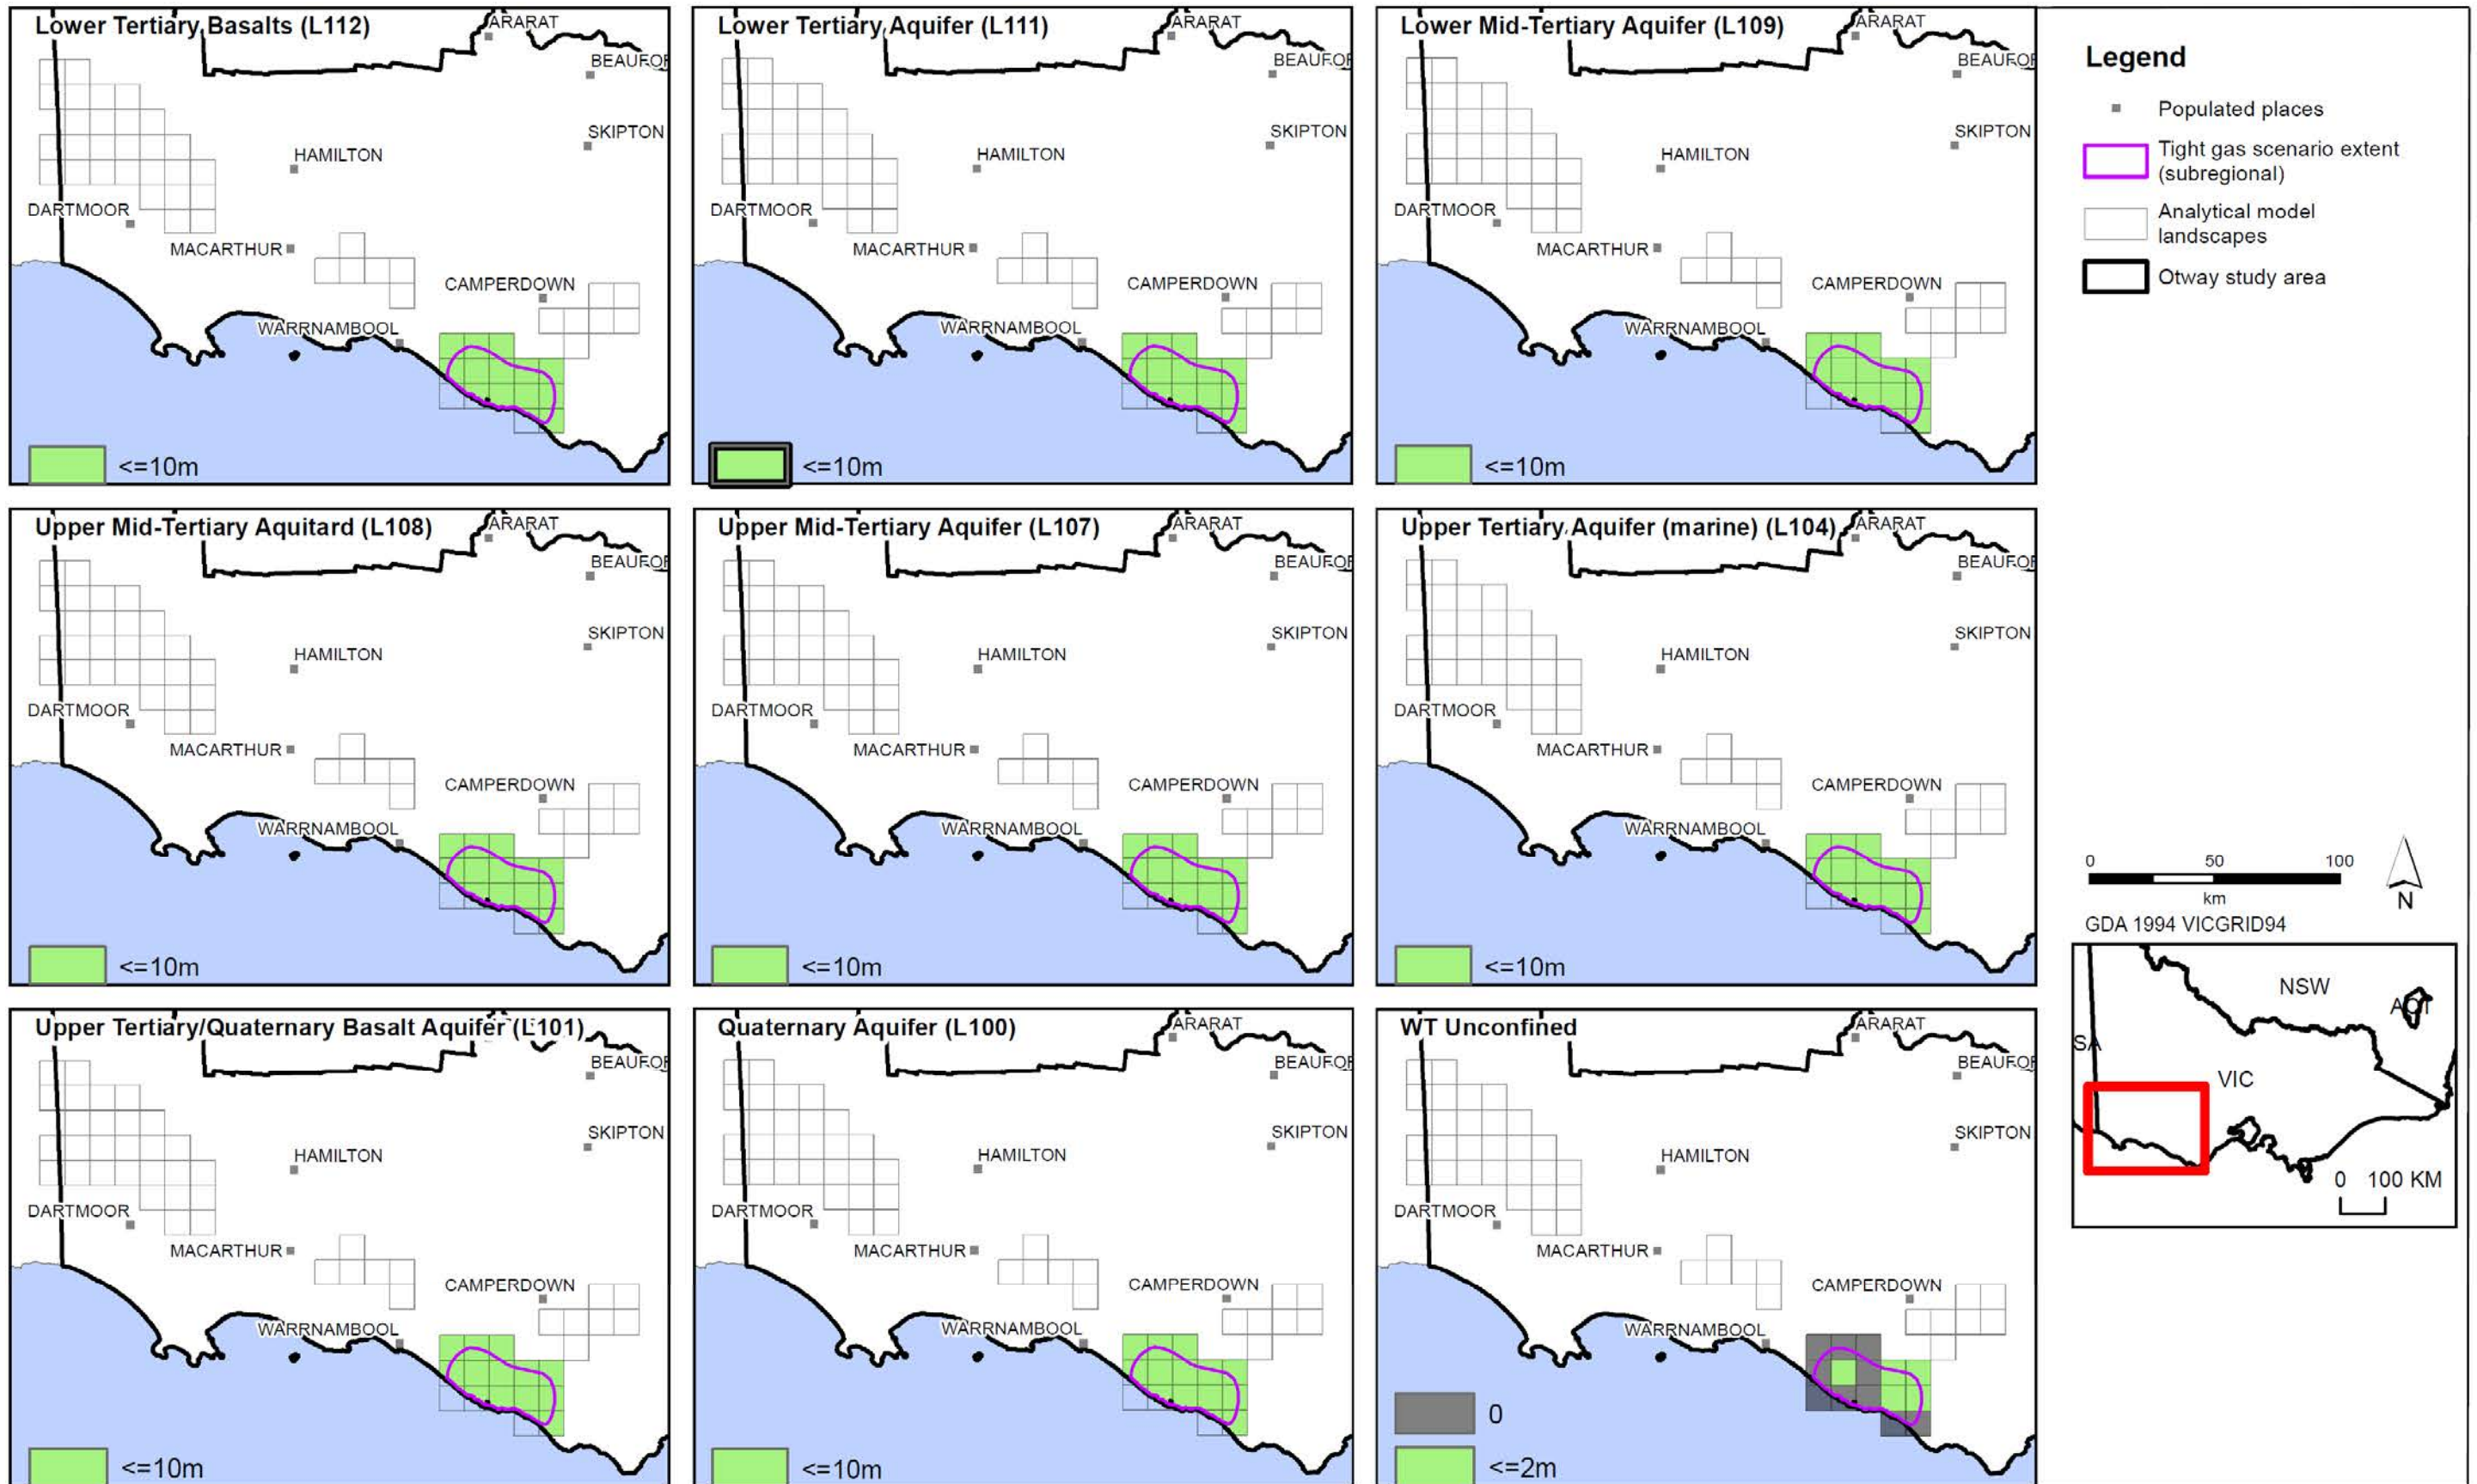 Lower Tertiary Basalts (L112)
ARARAT
BEAUFOR
SKIPTON
HAMILTON
DARTMOOR
MACARTHUR
CAMPERDOWN
WARRNAMBOOL
<=10m
Lower Tertiary Aquifer (L111)
ARARAT
BEAUFOR
SKIPTON
HAMILTON
DARTMOOR
MACARTHUR
CAMPERDOWN
WARRNAMBOOL
<=10m
Lower Mid-Tertiary Aquifer (L109)
ARARAT
BEAUFOR
SKIPTON
HAMILTON
DARTMOOR
MACARTHUR
CAMPERDOWN
WARRNAMBOOL
<=10m
Legend
Populated places
Tight gas scenario extent
(subregional)
Analytical model
landscapes
Otway study area
Upper Mid-Tertiary Aquitard (L108)
ARARAT
BEAUFOR
SKIPTON
HAMILTON
DARTMOOR
MACARTHUR
CAMPERDOWN
WARRNAMBOOL
<=10m
Upper Mid-Tertiary Aquifer (L107)
ARARAT
BEAUFOR
SKIPTON
HAMILTON
DARTMOOR
MACARTHUR
CAMPERDOWN
WARRNAMBOOL
<=10m
Upper Tertiary Aquifer (marine) (L104)
ARARAT
BEAUFOR
SKIPTON
HAMILTON
DARTMOOR
MACARTHUR
CAMPERDOWN
WARRNAMBOOL
<=10m
0 50 100
km
N
GDA 1994 VICGRID94
NSW
ACT
SA
VIC
0 100 KM
Upper Tertiary/Quaternary Basalt Aquifer (L101)
ARARAT
BEAUFOR
SKIPTON
HAMILTON
DARTMOOR
MACARTHUR
CAMPERDOWN
WARRNAMBOOL
<=10m
Quaternary Aquifer (L100)
ARARAT
BEAUFOR
SKIPTON
HAMILTON
DARTMOOR
MACARTHUR
CAMPERDOWN
WARRNAMBOOL
<=10m
WT Unconfined
ARARAT
BEAUFOR
SKIPTON
HAMILTON
DARTMOOR
MACARTHUR
CAMPERDOWN
WARRNAMBOOL
0
<=2m